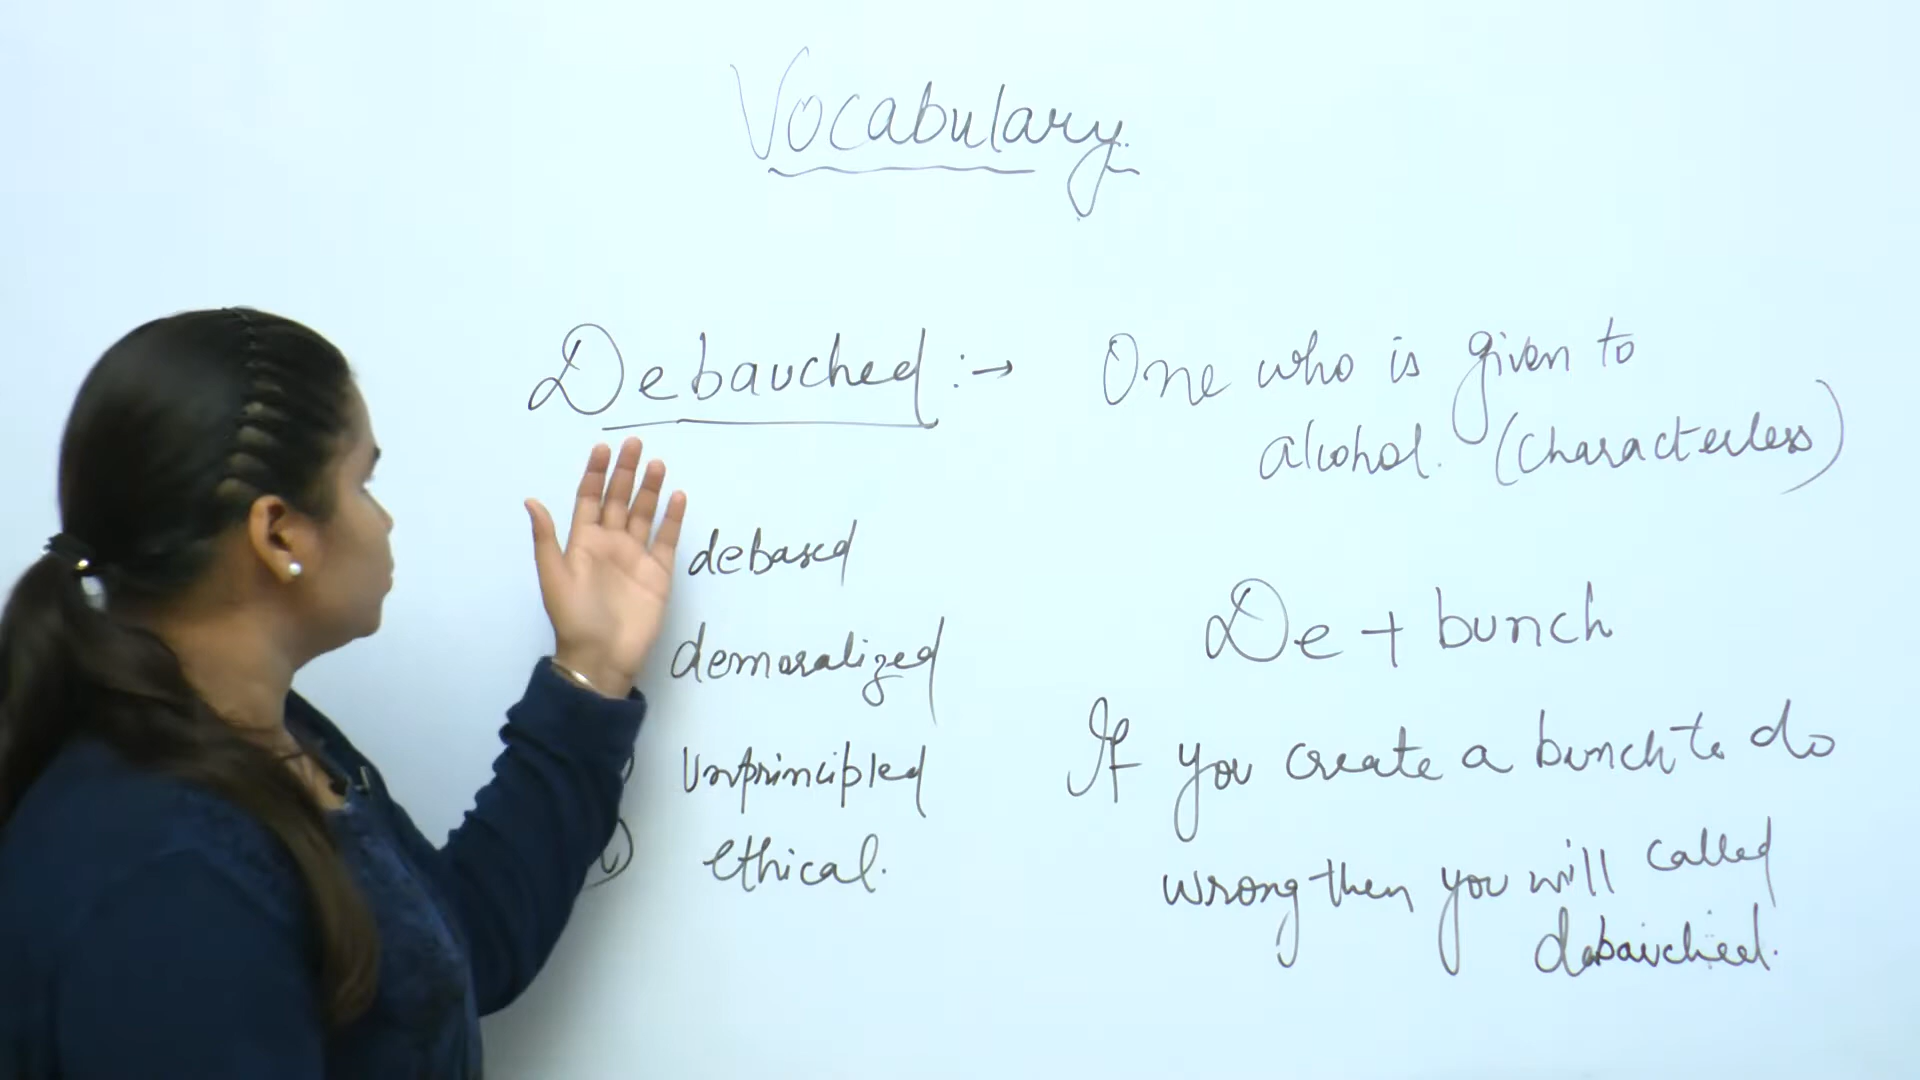 Vocabulary
Debauched :→ One who is given to
alcohol. (characterless)
debased
demoralized
Unprincipled
ethical.
De + bunch
If you create a bunch to do
wrong then you will called
debauched.